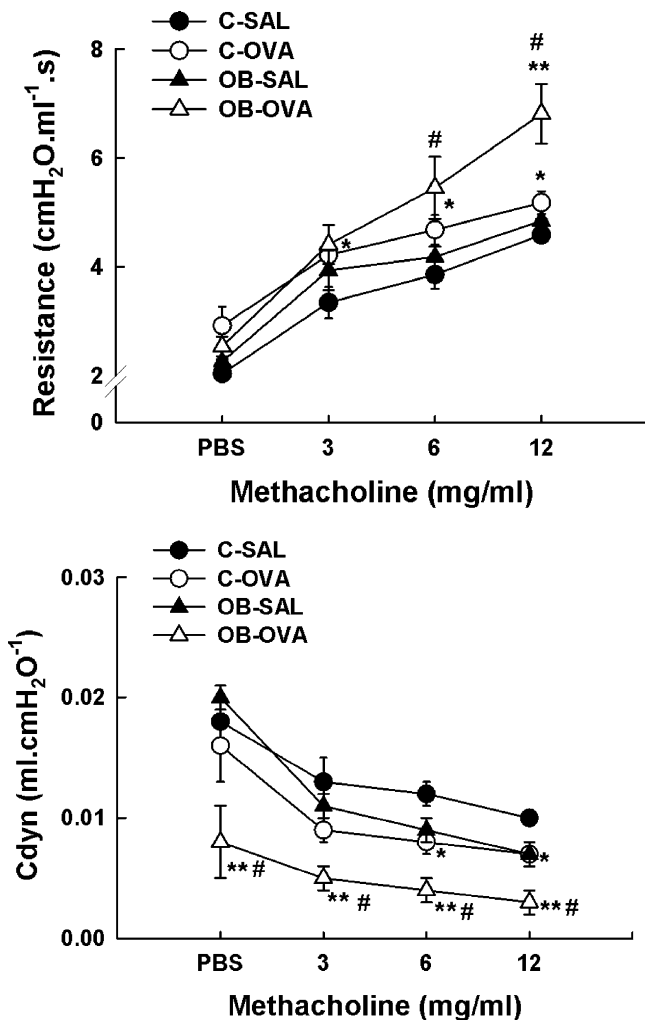 C-SAL
C-OVA
OB-SAL
OB-OVA
#
**
8
#
6
*
*
*
4
2
0
Resistance (cmH₂O.ml⁻¹.s)
PBS 3 6 12
Methacholine (mg/ml)
C-SAL
C-OVA
OB-SAL
OB-OVA
0.03
0.02
0.01
0.00
Cdyn (ml.cmH₂O⁻¹)
* *
** # ** # ** # ** #
PBS 3 6 12
Methacholine (mg/ml)